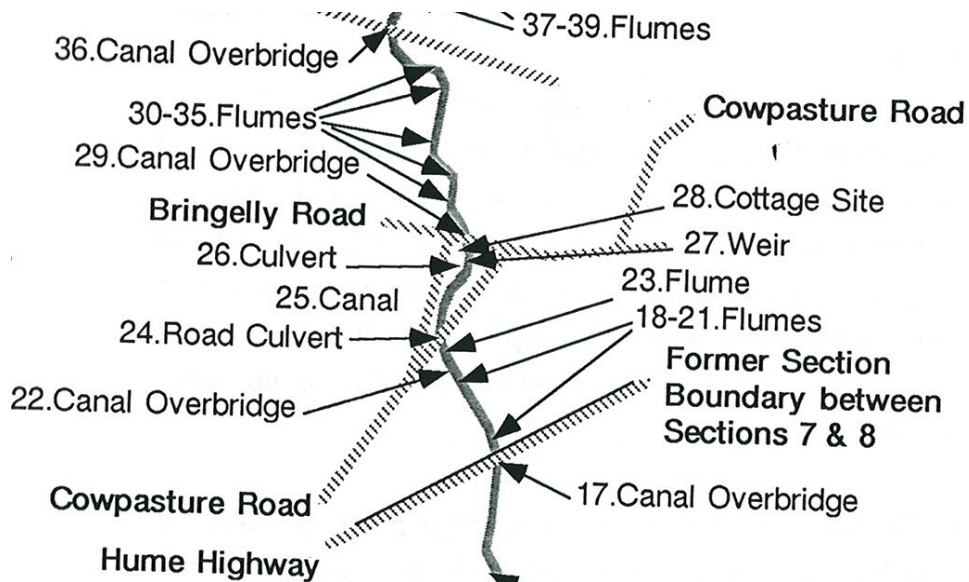 37-39.Flumes
36.Canal Overbridge
Cowpasture Road
30-35.Flumes
29.Canal Overbridge
28.Cottage Site
Bringelly Road
27.Weir
26.Culvert
23.Flume
25.Canal
18-21.Flumes
24.Road Culvert
Former Section
Boundary between
Sections 7 & 8
22.Canal Overbridge
Cowpasture Road
17.Canal Overbridge
Hume Highway